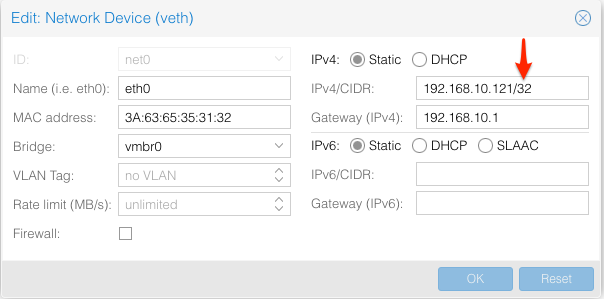 Edit: Network Device (veth)
ID: net0
Name (i.e. eth0): eth0
MAC address: 3A:63:65:35:31:32
Bridge: vmbr0
VLAN Tag: no VLAN
Rate limit (MB/s): unlimited
Firewall:
IPv4: Static DHCP
IPv4/CIDR: 192.168.10.121/32
Gateway (IPv4): 192.168.10.1
IPv6: Static DHCP SLAAC
IPv6/CIDR:
Gateway (IPv6):
OK Reset